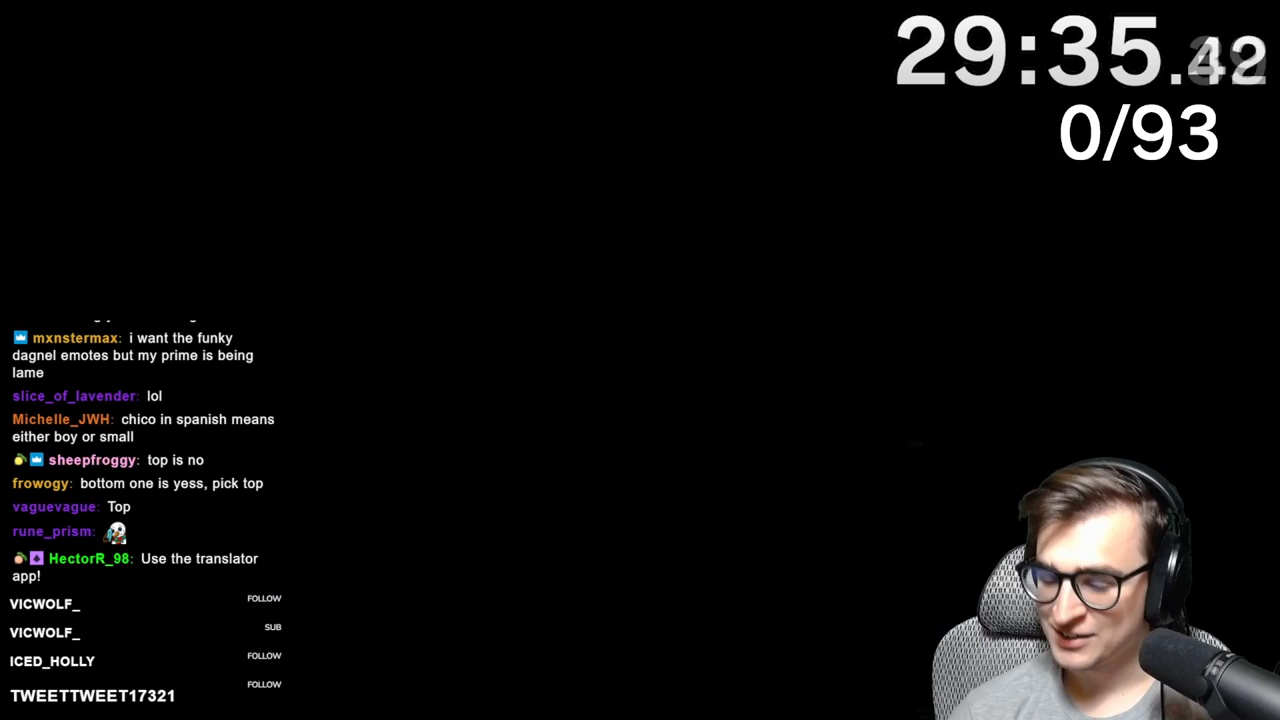 29:35.42
0/93
mxnstermax: i want the funky
dagnel emotes but my prime is being
lame
slice_of_lavender: lol
Michelle_JWH: chico in spanish means
either boy or small
sheepfroggy: top is no
frowogy: bottom one is yess, pick top
vaguevague: Top
rune_prism:
HectorR_98: Use the translator
app!
VICWOLF_ FOLLOW
VICWOLF_ SUB
ICED_HOLLY FOLLOW
TWEETTWEET17321 FOLLOW